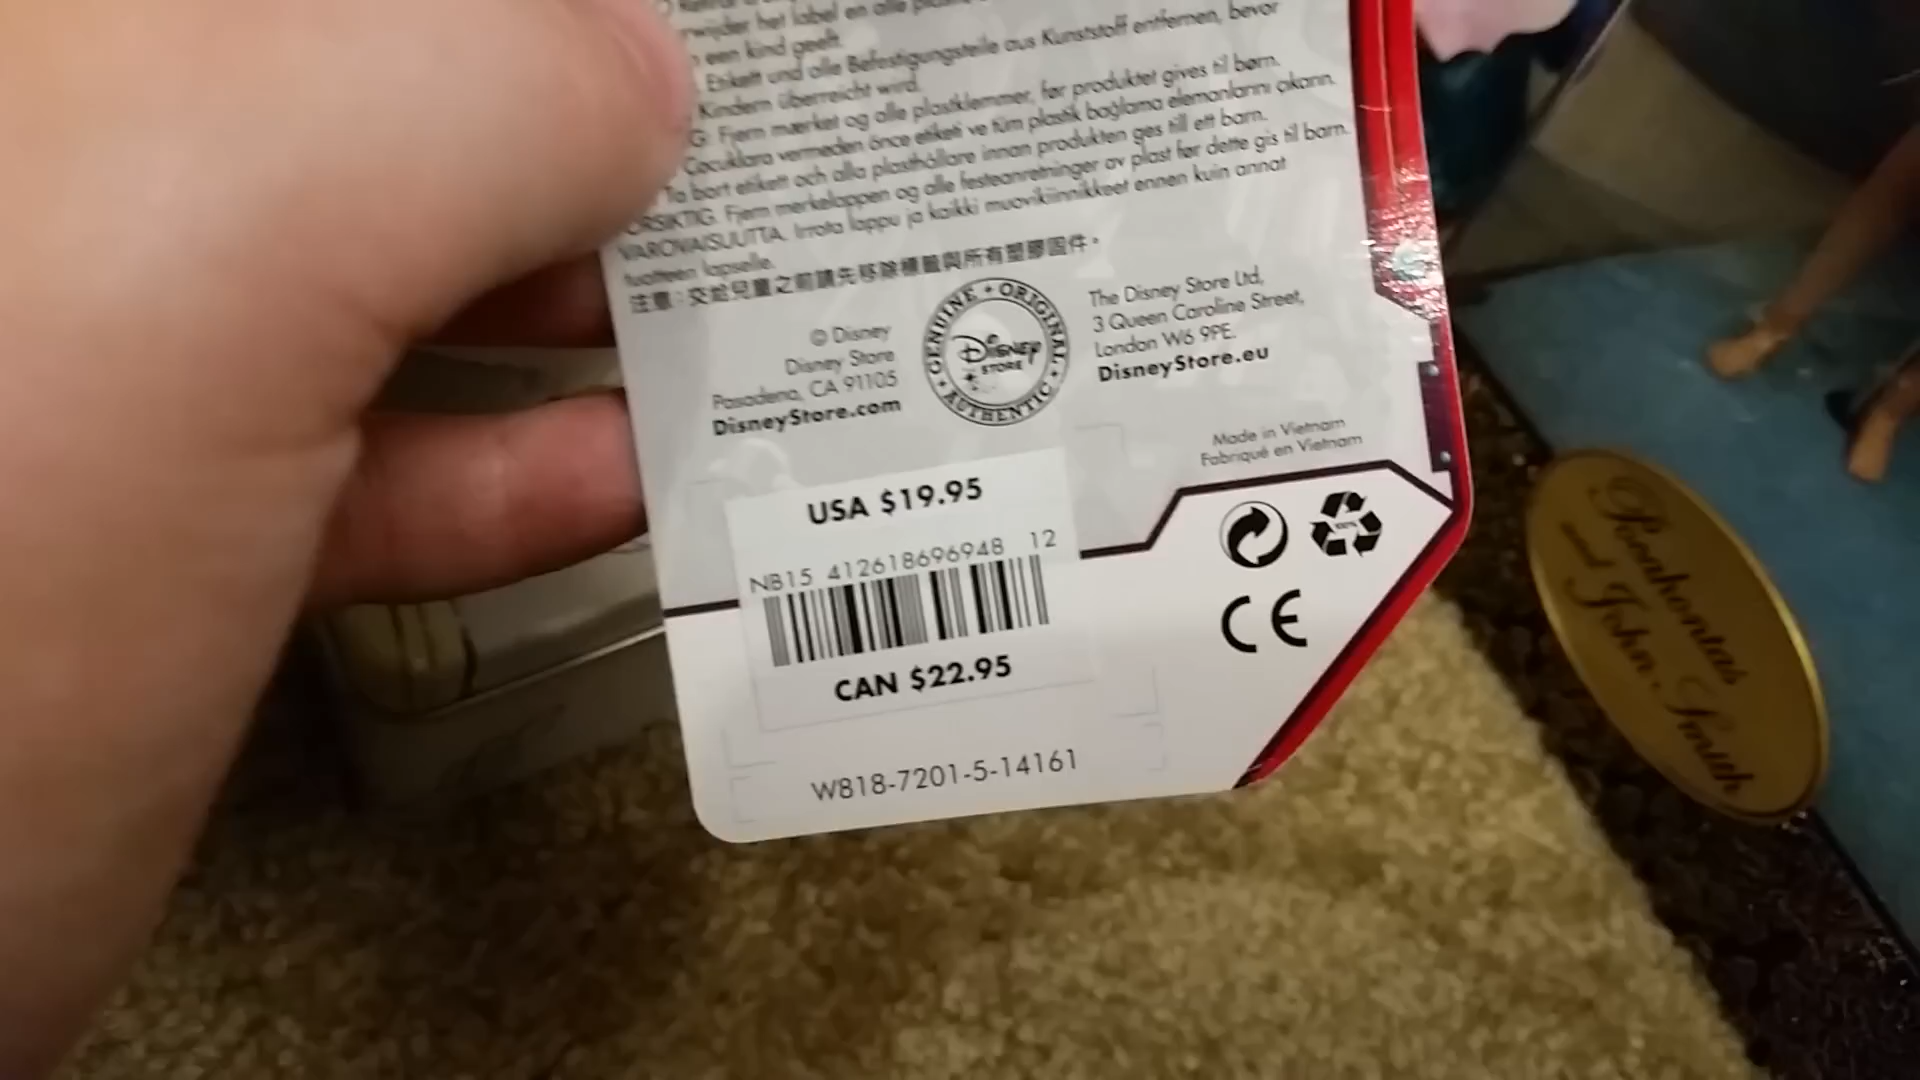 rwijder het label en alle
een kind geeft.
Etikett und alle Befestigungsteile aus Kunststoff entfernen, bevor
Kindern überreicht wird.
G: Fjern mærket og alle plastklemmer, før produktet gives til børn.
Çocuklara vermeden önce etiketi ve tüm plastik bağlama elemanlarını çıkarın.
Ta bort etikett och alla plasthållare innan produkten ges till ett barn.
ORSIKTIG: Fjern merkelappen og alle festeanretninger av plast før dette gis til barn.
VAROVAISUUTTA. Irrota lappu ja kaikki muovikiinnikkeet ennen kuin annat
tuotteen lapselle.
注意：交給兒童之前請先移除標籤與所有塑膠固件。
© Disney
Disney Store
Pasadena, CA 91105
DisneyStore.com
GENUINE • ORIGINAL • AUTHENTIC •
Disney
STORE
The Disney Store Ltd,
3 Queen Caroline Street,
London W6 9PE.
DisneyStore.eu
Made in Vietnam
Fabriqué en Vietnam
USA $19.95
NB15 412618696948 12
CAN $22.95
W818-7201-5-14161
CE
Pocahontas
and John Smith